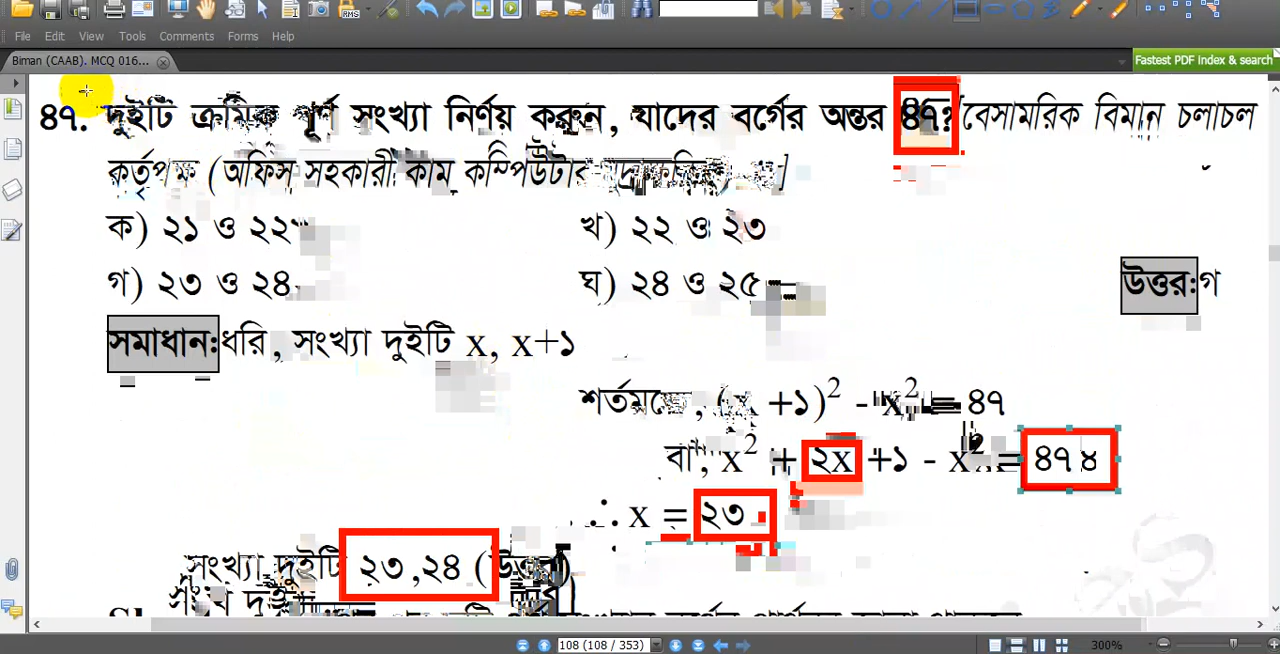 RMS
File Edit View Tools Comments Forms Help
Biman (CAAB). MCQ 016... Fastest PDF Index & search
৪৭. দুইটি ক্রমিক পূর্ণ সংখ্যা নির্ণয় করুন, যাদের বর্গের অন্তর ৪৭? [বেসামরিক বিমান চলাচল
কর্তৃপক্ষ (অফিস সহকারী কাম কম্পিউটার
ক) ২১ ও ২২ খ) ২২ ও ২৩
গ) ২৩ ও ২৪ ঘ) ২৪ ও ২৫ উত্তর: গ
সমাধান: ধরি, সংখ্যা দুইটি x, x+১
শর্তমতে, (x +১)² - x² = ৪৭
বা, x² + ২x +১ - x² = ৪৭
∴ x = ২৩
সংখ্যা দুইটি ২৩ ,২৪ (উত্তর)
108 (108 / 353) 300%